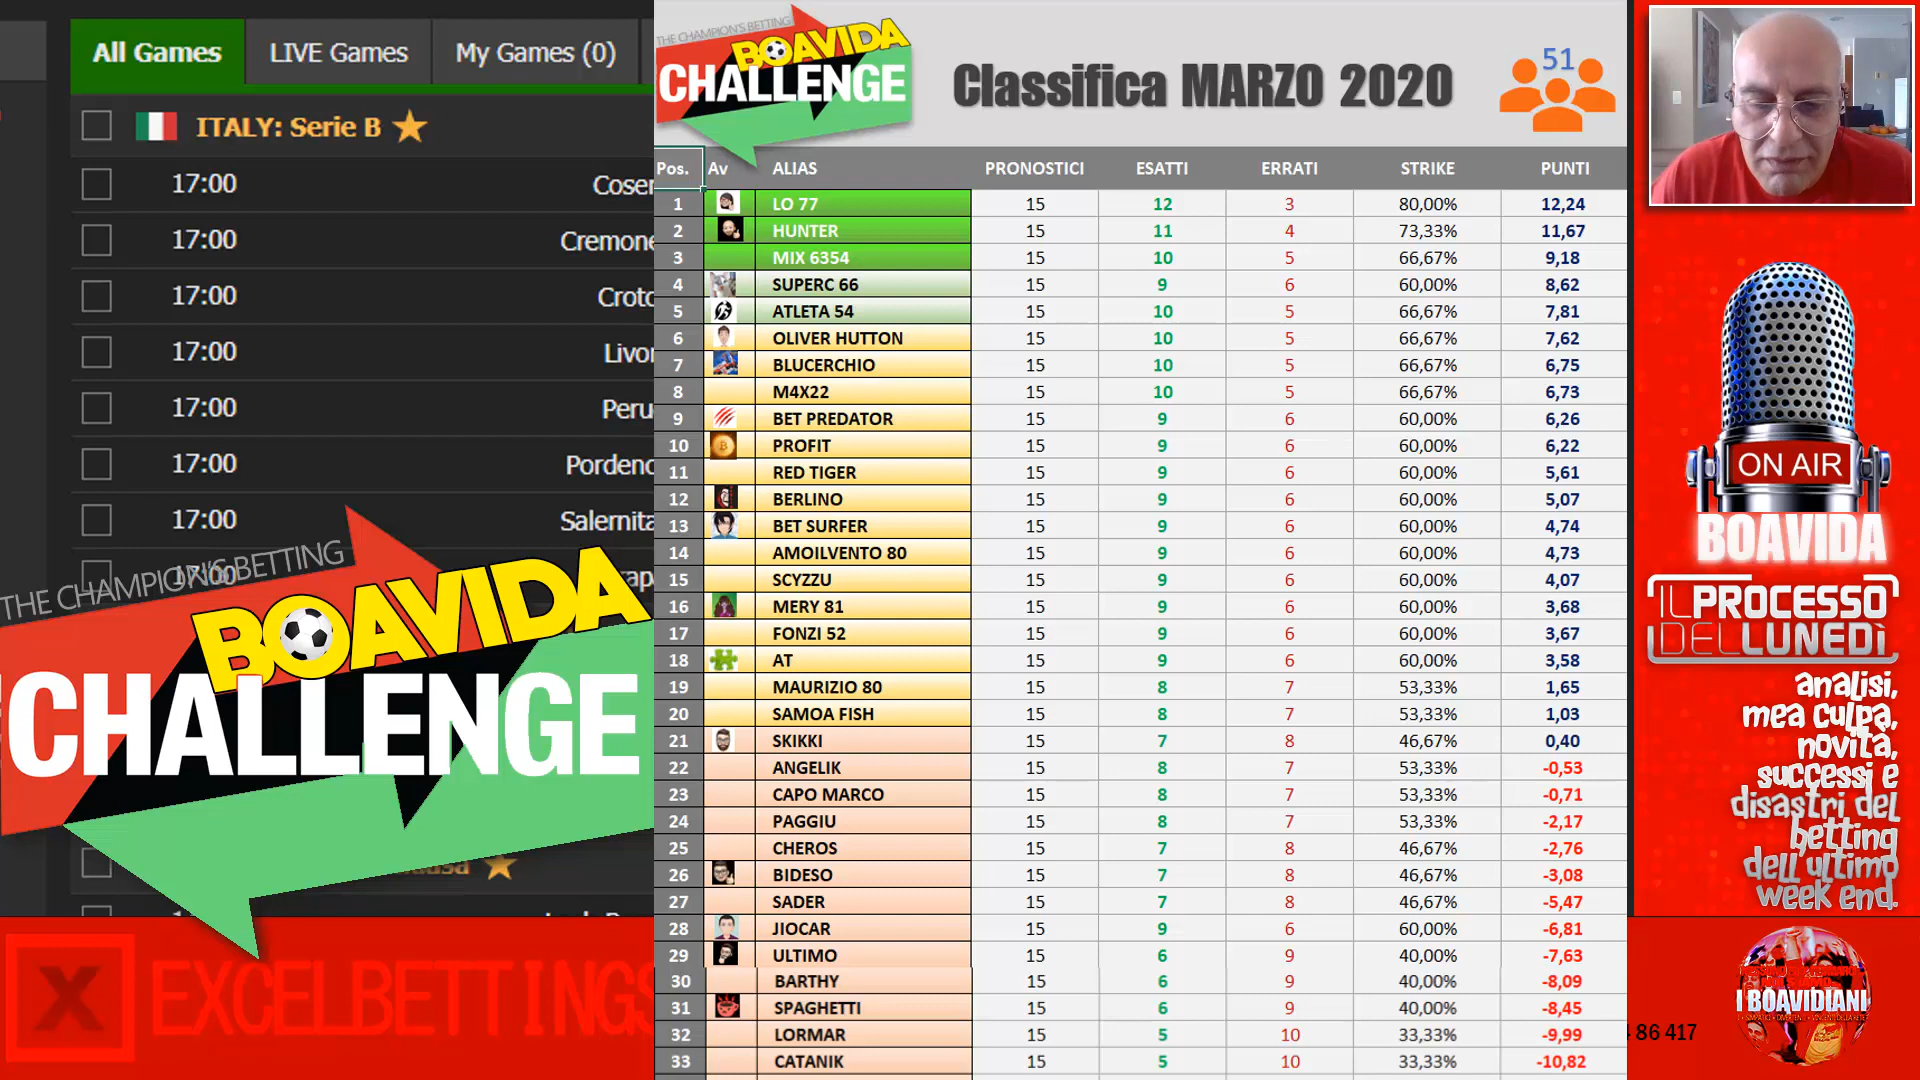 All Games
LIVE Games
My Games (0)
ITALY: Serie B
17:00 Cosen
17:00 Cremone
17:00 Croto
17:00 Livor
17:00 Peru
17:00 Pordeno
17:00 Salernita
17:00 rap
THE CHAMPION'S BETTING
BOAVIDA
CHALLENGE
EXCELBETTINGS
THE CHAMPION'S BETTING
BOAVIDA
CHALLENGE
Classifica MARZO 2020
51
Pos. Av ALIAS PRONOSTICI ESATTI ERRATI STRIKE PUNTI
1 LO 77 15 12 3 80,00% 12,24
2 HUNTER 15 11 4 73,33% 11,67
3 MIX 6354 15 10 5 66,67% 9,18
4 SUPERC 66 15 9 6 60,00% 8,62
5 ATLETA 54 15 10 5 66,67% 7,81
6 OLIVER HUTTON 15 10 5 66,67% 7,62
7 BLUCERCHIO 15 10 5 66,67% 6,75
8 M4X22 15 10 5 66,67% 6,73
9 BET PREDATOR 15 9 6 60,00% 6,26
10 PROFIT 15 9 6 60,00% 6,22
11 RED TIGER 15 9 6 60,00% 5,61
12 BERLINO 15 9 6 60,00% 5,07
13 BET SURFER 15 9 6 60,00% 4,74
14 AMOILVENTO 80 15 9 6 60,00% 4,73
15 SCYZZU 15 9 6 60,00% 4,07
16 MERY 81 15 9 6 60,00% 3,68
17 FONZI 52 15 9 6 60,00% 3,67
18 AT 15 9 6 60,00% 3,58
19 MAURIZIO 80 15 8 7 53,33% 1,65
20 SAMOA FISH 15 8 7 53,33% 1,03
21 SKIKKI 15 7 8 46,67% 0,40
22 ANGELIK 15 8 7 53,33% -0,53
23 CAPO MARCO 15 8 7 53,33% -0,71
24 PAGGIU 15 8 7 53,33% -2,17
25 CHEROS 15 7 8 46,67% -2,76
26 BIDESO 15 7 8 46,67% -3,08
27 SADER 15 7 8 46,67% -5,47
28 JIOCAR 15 9 6 60,00% -6,81
29 ULTIMO 15 6 9 40,00% -7,63
30 BARTHY 15 6 9 40,00% -8,09
31 SPAGHETTI 15 6 9 40,00% -8,45
32 LORMAR 15 5 10 33,33% -9,99
33 CATANIK 15 5 10 33,33% -10,82
ON AIR
BOAVIDA
IL PROCESSO
DEL LUNEDÌ
analisi,
mea culpa,
novità,
successi e
disastri del
betting
dell'ultimo
week end.
I BOAVIDIANI
86 417